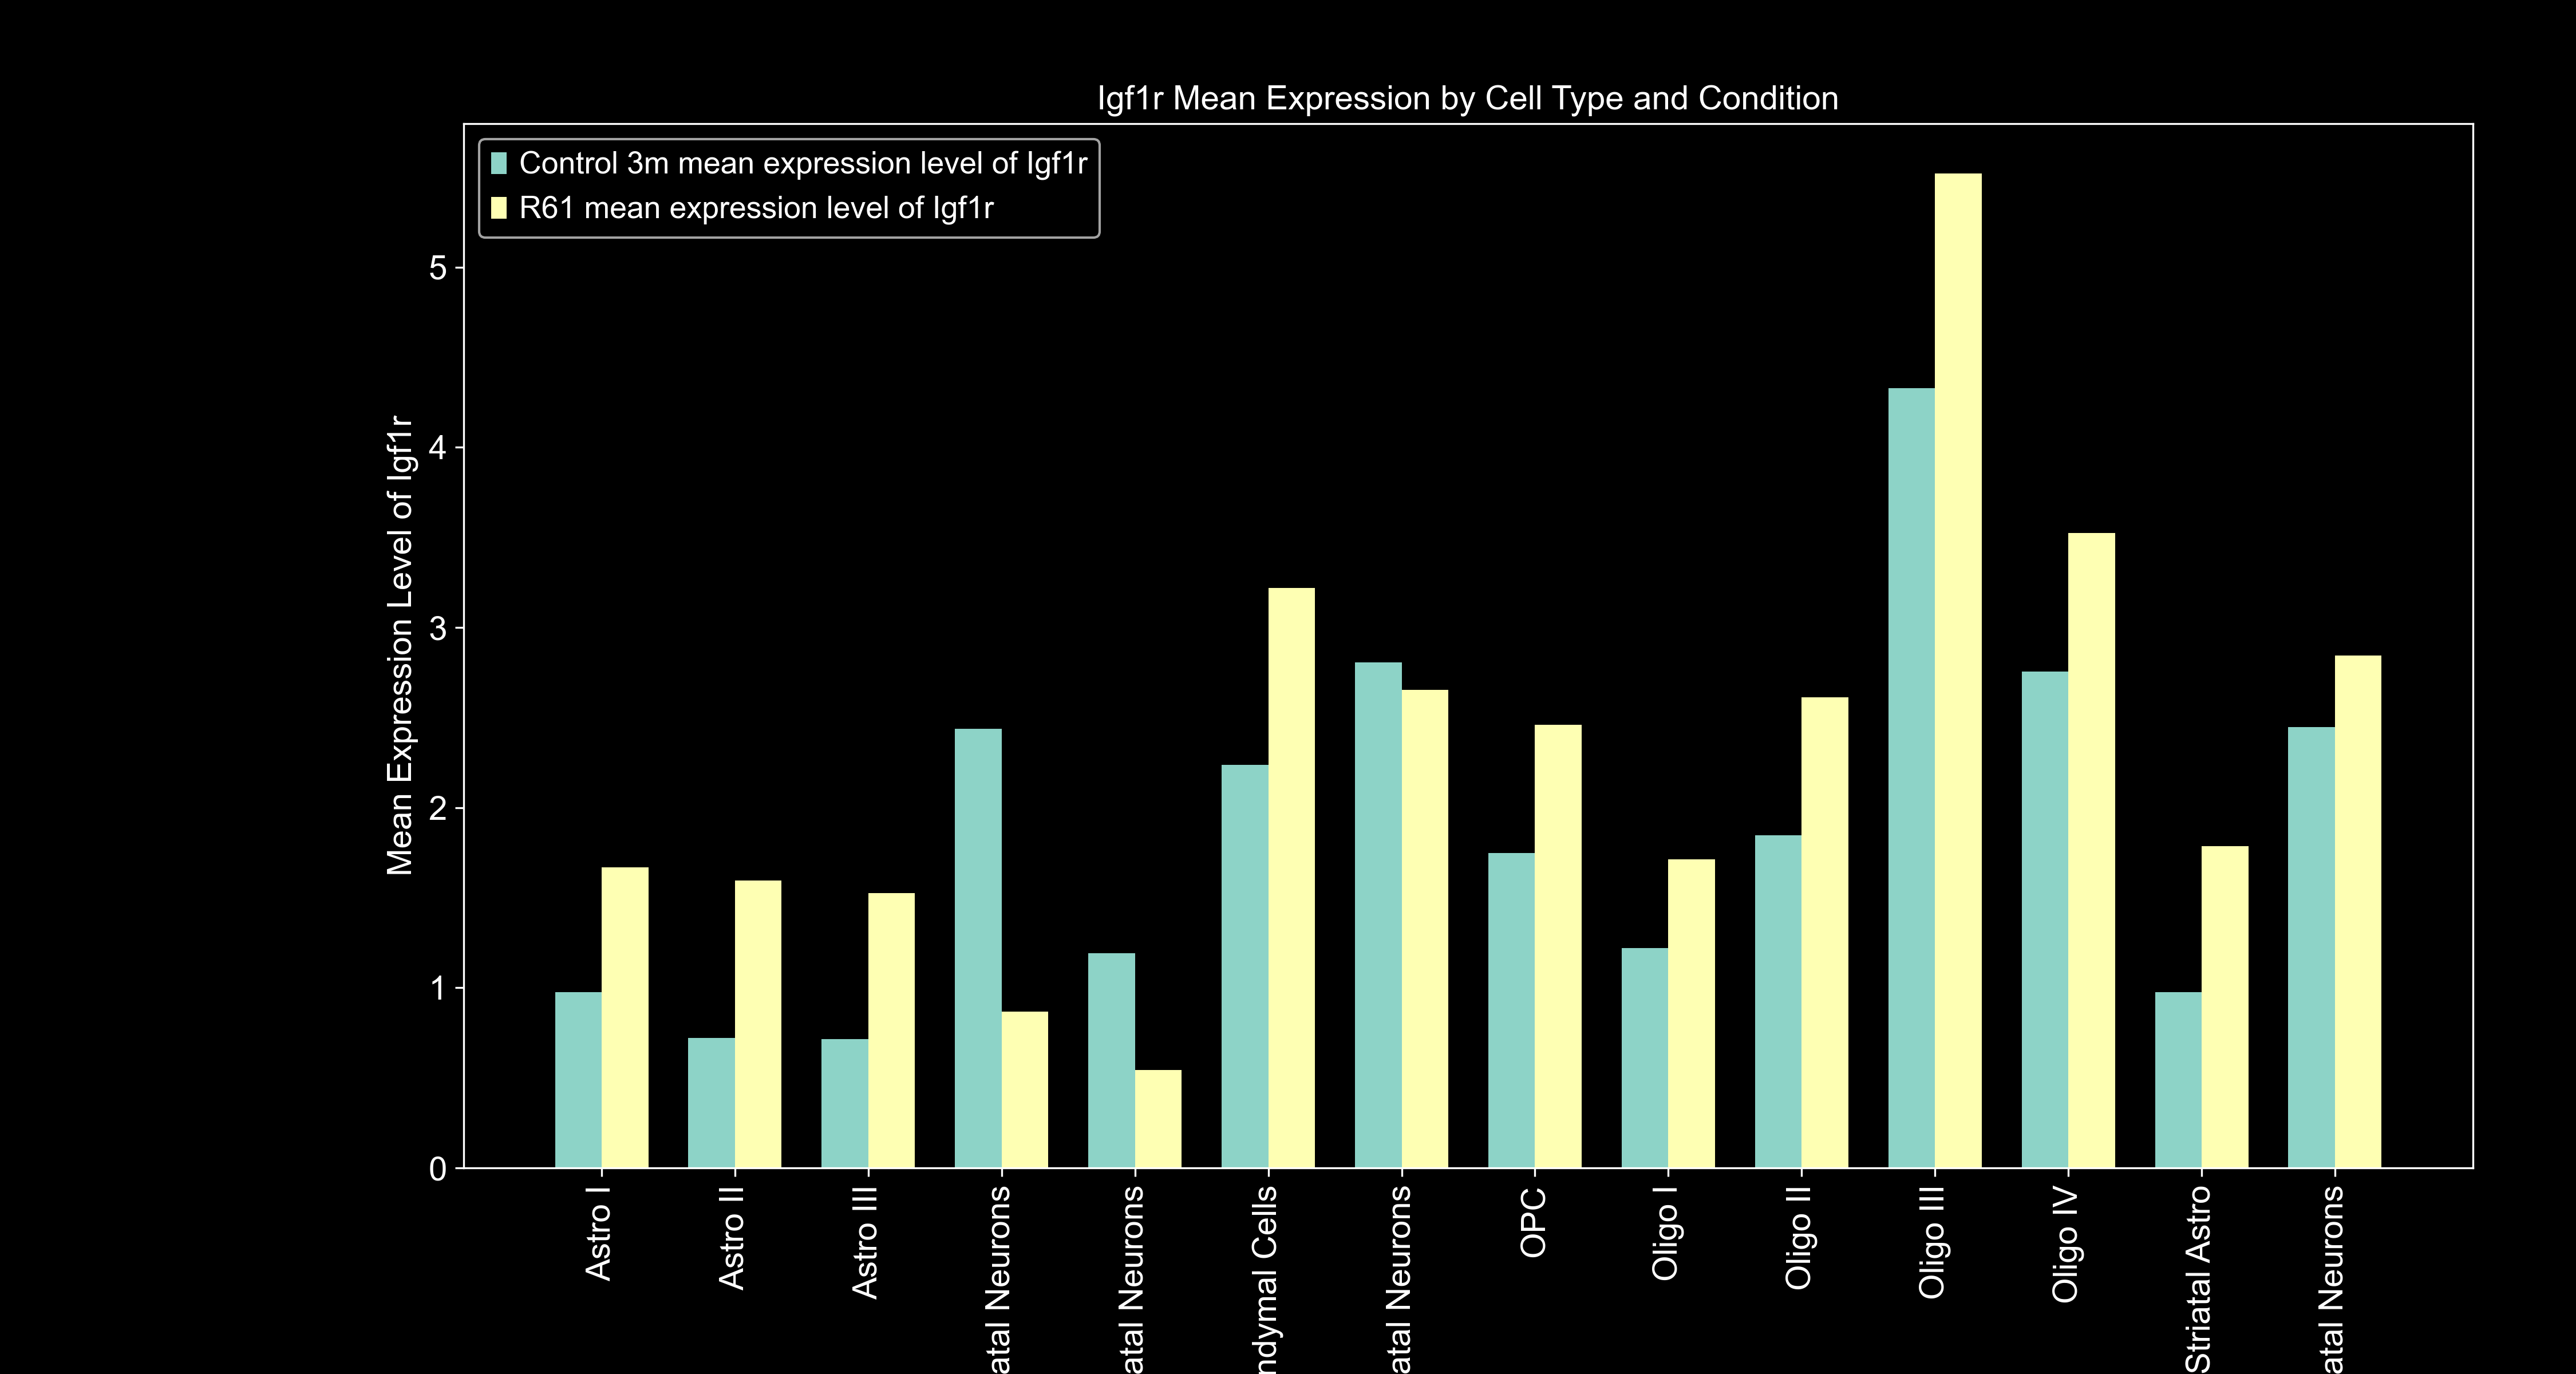 Igf1r Mean Expression by Cell Type and Condition
Control 3m mean expression level of Igf1r
R61 mean expression level of Igf1r
Mean Expression Level of Igf1r
5
4
3
2
1
0
Astro I
Astro II
Astro III
atal Neurons
atal Neurons
ndymal Cells
atal Neurons
OPC
Oligo I
Oligo II
Oligo III
Oligo IV
Striatal Astro
atal Neurons